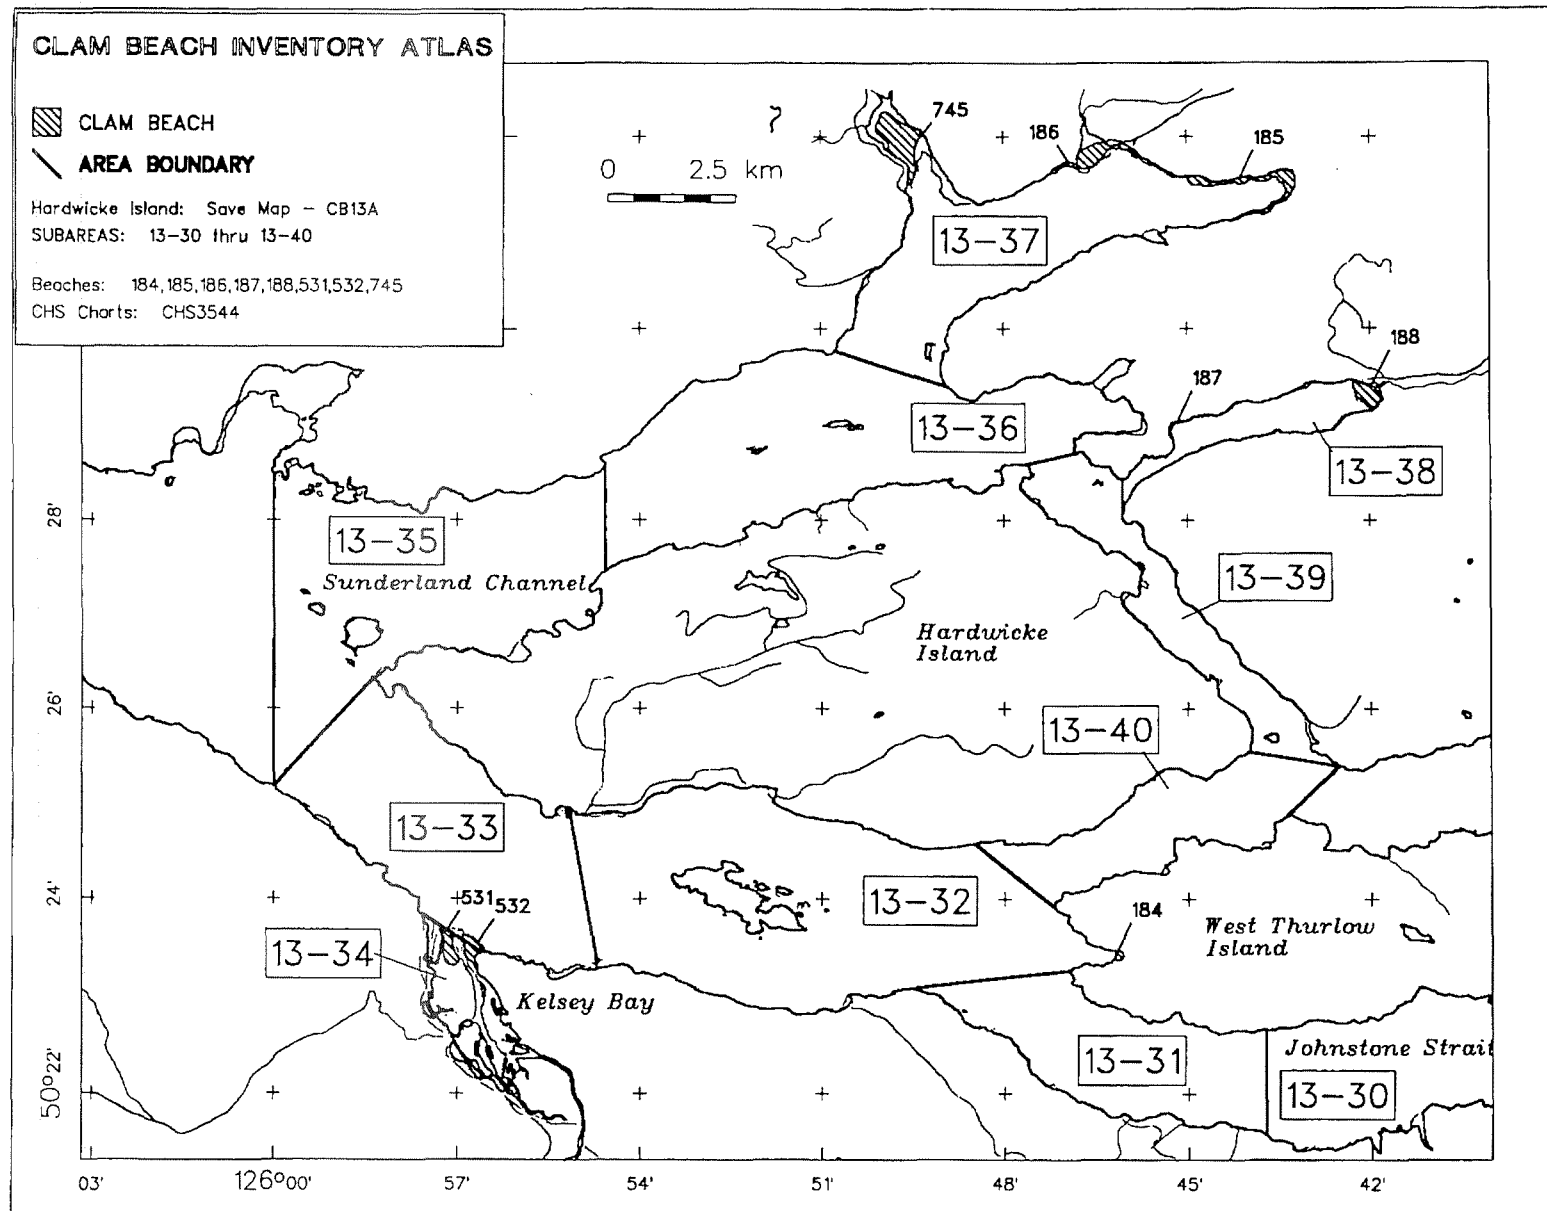 CLAM BEACH INVENTORY ATLAS
CLAM BEACH
AREA BOUNDARY
Hardwicke Island: Save Map - CB13A
SUBAREAS: 13-30 thru 13-40
Beaches: 184,185,186,187,188,531,532,745
CHS Charts: CHS3544
745
186
185
0 2.5 km
13-37
188
187
13-36
13-38
28'
13-35
Sunderland Channel
13-39
Hardwicke
Island
26'
13-40
13-33
24'
531
532
13-32
184
West Thurlow
Island
13-34
Kelsey Bay
Johnstone Strait
13-31
50°22'
13-30
03'
126°00'
57'
54'
51'
48'
45'
42'